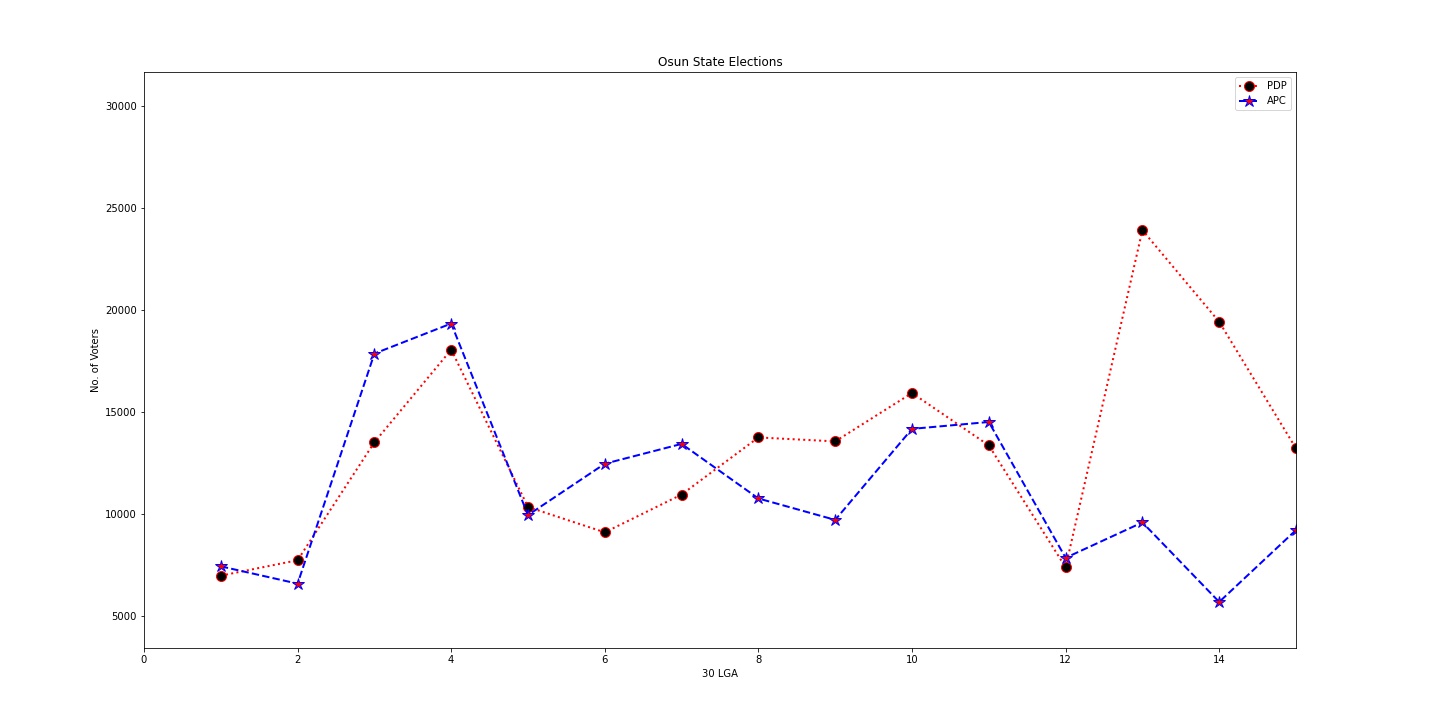 Osun State Elections
PDP
APC
30000
25000
20000
15000
10000
5000
No. of Voters
0 2 4 6 8 10 12 14
30 LGA